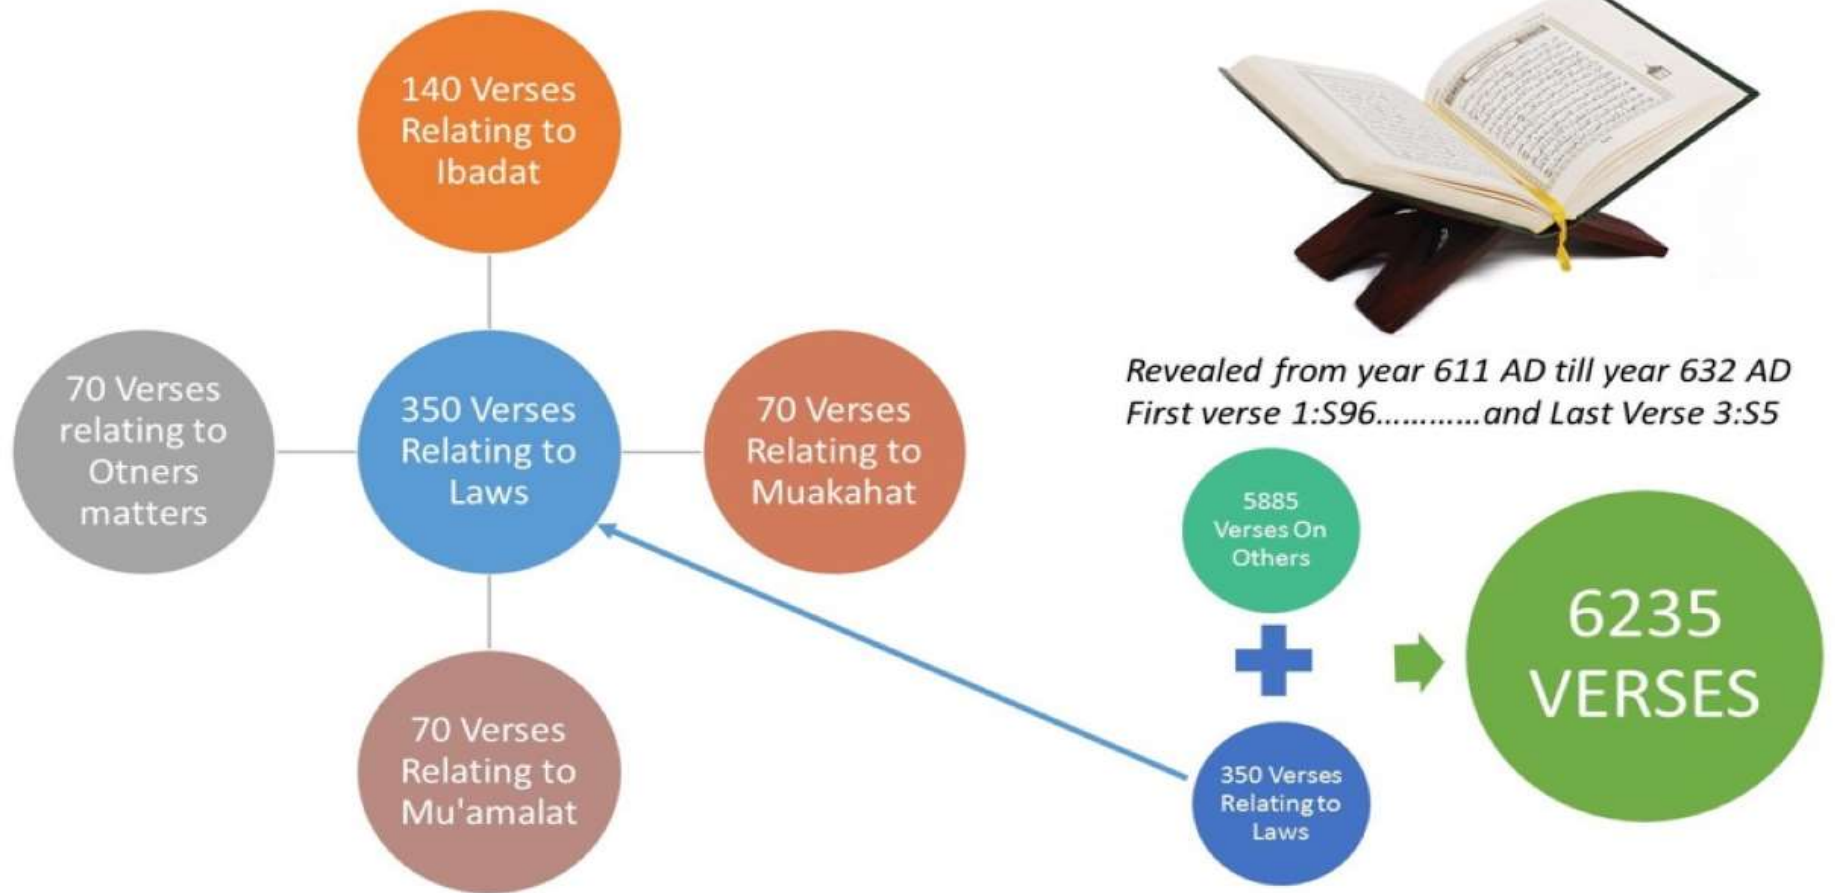 140 Verses
Relating to
Ibadat
70 Verses
relating to
Otners
matters
350 Verses
Relating to
Laws
70 Verses
Relating to
Muakahat
70 Verses
Relating to
Mu'amalat
Revealed from year 611 AD till year 632 AD
First verse 1:S96............and Last Verse 3:S5
5885
Verses On
Others
350 Verses
Relating to
Laws
6235
VERSES